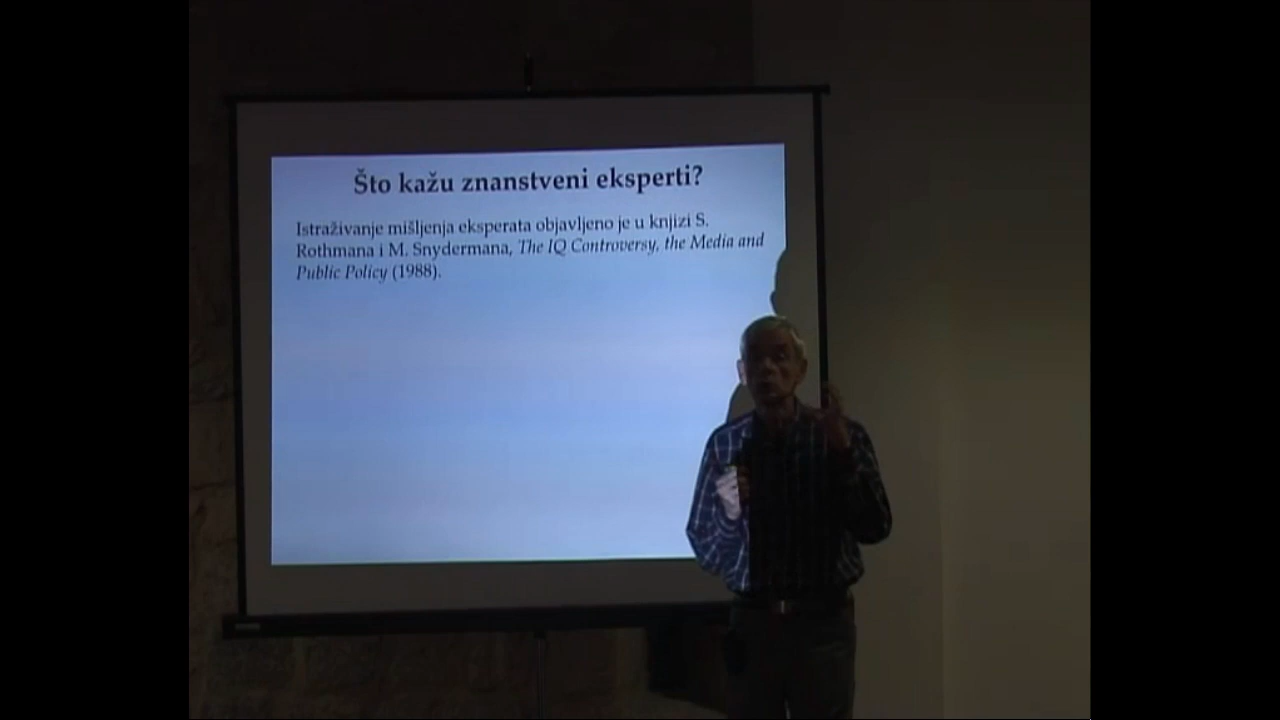 Što kažu znanstveni eksperti?
Istraživanje mišljenja eksperata objavljeno je u knjizi S.
Rothmana i M. Snydermana, The IQ Controversy, the Media and
Public Policy (1988).